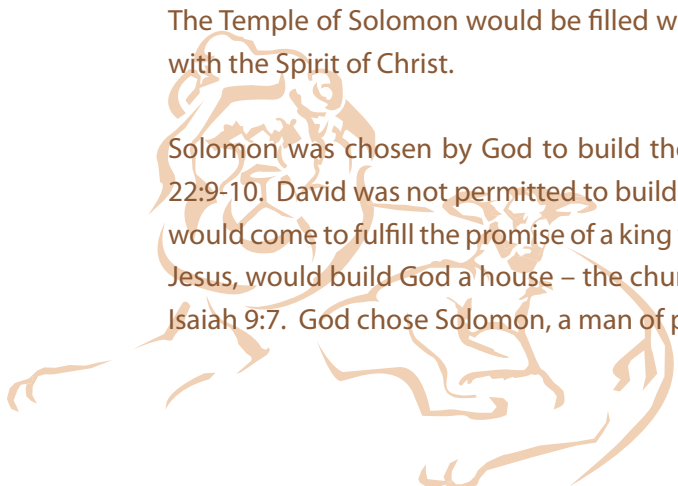 The Temple of Solomon would be filled
with the Spirit of Christ.
Solomon was chosen by God to build
22:9-10. David was not permitted to build
would come to fulfill the promise of a king
Jesus, would build God a house – the
Isaiah 9:7. God chose Solomon, a man of